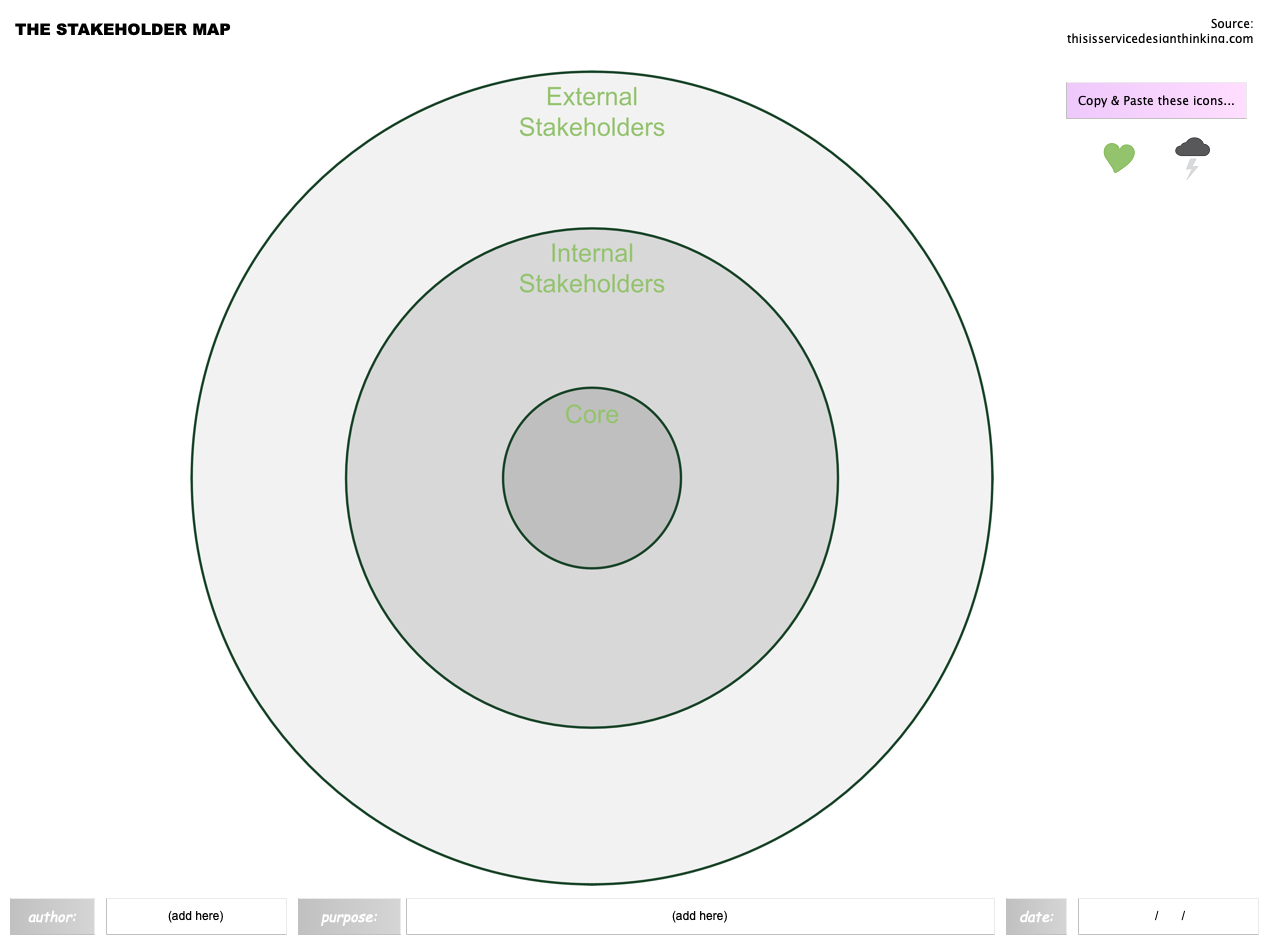 THE STAKEHOLDER MAP
Source:
thisisservicedesignthinking.com
Copy & Paste these icons...
External
Stakeholders
Internal
Stakeholders
Core
author:
(add here)
purpose:
(add here)
date:
/ /